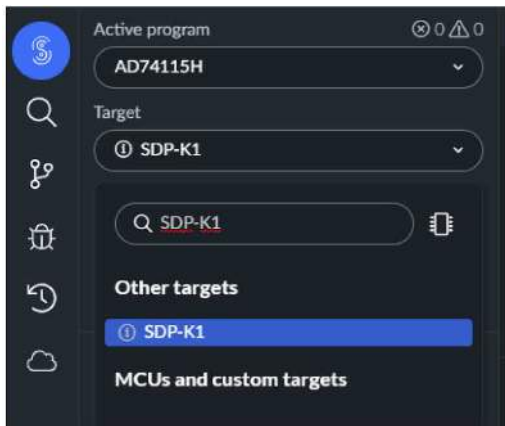 Active program
0 0
AD74115H
Target
SDP-K1
SDP-K1
Other targets
SDP-K1
MCUs and custom targets